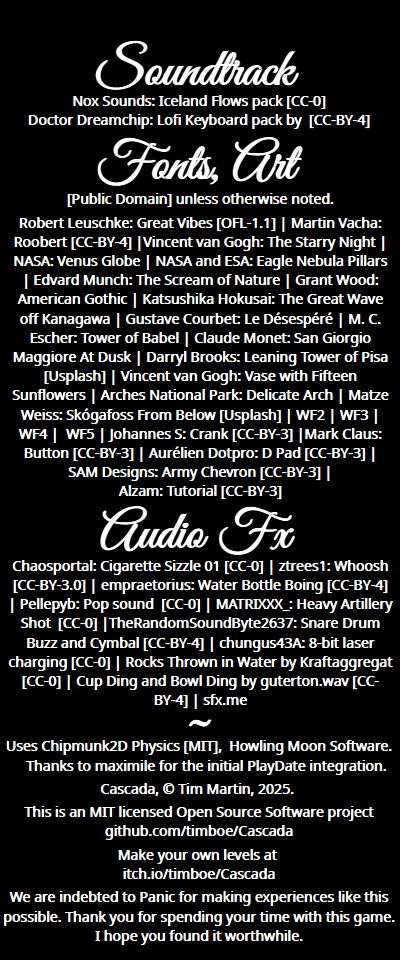 Soundtrack
Nox Sounds: Iceland Flows pack [CC-0]
Doctor Dreamchip: Lofi Keyboard pack by  [CC-BY-4]
Fonts, Art
[Public Domain] unless otherwise noted.
Robert Leuschke: Great Vibes [OFL-1.1] | Martin Vacha:
Roobert [CC-BY-4] |Vincent van Gogh: The Starry Night |
NASA: Venus Globe | NASA and ESA: Eagle Nebula Pillars
| Edvard Munch: The Scream of Nature | Grant Wood:
American Gothic | Katsushika Hokusai: The Great Wave
off Kanagawa | Gustave Courbet: Le Désespéré | M. C.
Escher: Tower of Babel | Claude Monet: San Giorgio
Maggiore At Dusk | Darryl Brooks: Leaning Tower of Pisa
[Usplash] | Vincent van Gogh: Vase with Fifteen
Sunflowers | Arches National Park: Delicate Arch | Matze
Weiss: Skógafoss From Below [Usplash] | WF2 | WF3 |
WF4 |  WF5 | Johannes S: Crank [CC-BY-3] |Mark Claus:
Button [CC-BY-3] | Aurélien Dotpro: D Pad [CC-BY-3] |
SAM Designs: Army Chevron [CC-BY-3] |
Alzam: Tutorial [CC-BY-3]
Audio Fx
Chaosportal: Cigarette Sizzle 01 [CC-0] | ztrees1: Whoosh
[CC-BY-3.0] | empraetorius: Water Bottle Boing [CC-BY-4]
| Pellepyb: Pop sound  [CC-0] | MATRIXXX_: Heavy Artillery
Shot  [CC-0] |TheRandomSoundByte2637: Snare Drum
Buzz and Cymbal [CC-BY-4] | chungus43A: 8-bit laser
charging [CC-0] | Rocks Thrown in Water by Kraftaggregat
[CC-0] | Cup Ding and Bowl Ding by guterton.wav [CC-
BY-4] | sfx.me
~
Uses Chipmunk2D Physics [MIT],  Howling Moon Software.
Thanks to maximile for the initial PlayDate integration.
Cascada, © Tim Martin, 2025.
This is an MIT licensed Open Source Software project
github.com/timboe/Cascada
Make your own levels at
itch.io/timboe/Cascada
We are indebted to Panic for making experiences like this
possible. Thank you for spending your time with this game.
I hope you found it worthwhile.